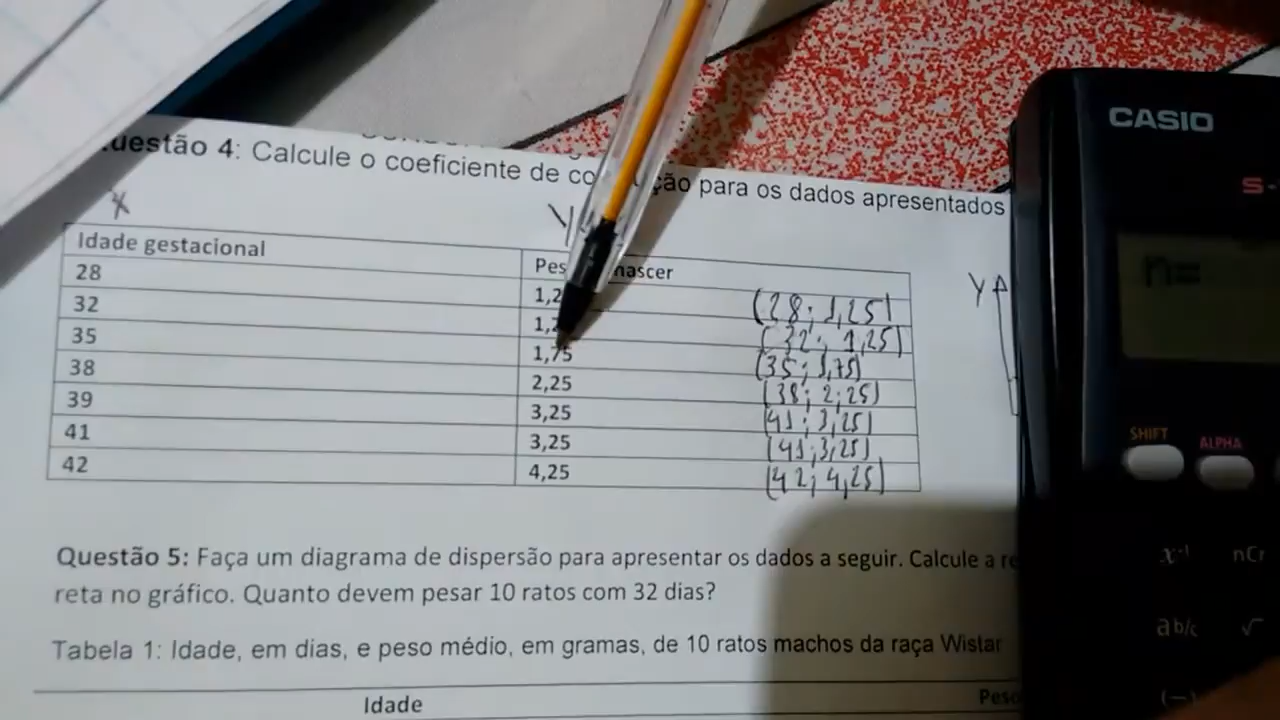 uestão 4: Calcule o coeficiente de co ção para os dados apresentados
X Y
Idade gestacional Pes nascer
28 1,2 (28; 1,25)
32 1,2 (32; 1,25)
35 1,75 (35; 1,75)
38 2,25 (38; 2,25)
39 3,25 (41; 3,25)
41 3,25 (41; 3,25)
42 4,25 (42; 4,25)
Y
Questão 5: Faça um diagrama de dispersão para apresentar os dados a seguir. Calcule a re
reta no gráfico. Quanto devem pesar 10 ratos com 32 dias?
Tabela 1: Idade, em dias, e peso médio, em gramas, de 10 ratos machos da raça Wistar
Idade Peso
CASIO
S-
n=
SHIFT ALPHA
x⁻¹ nCr
ab/c √
(−)